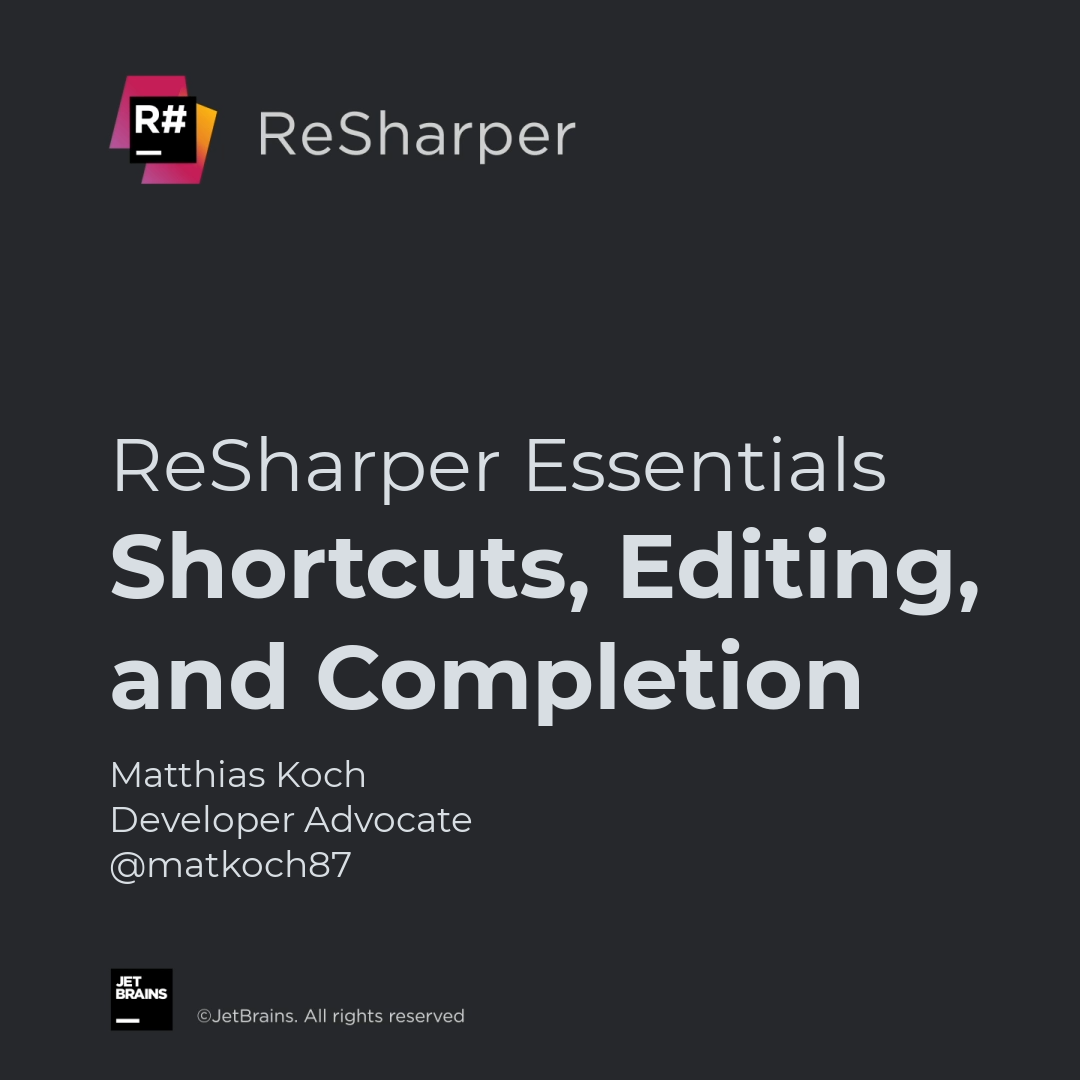 R#
ReSharper
ReSharper Essentials
Shortcuts, Editing,
and Completion
Matthias Koch
Developer Advocate
@matkoch87
JET
BRAINS
©JetBrains. All rights reserved